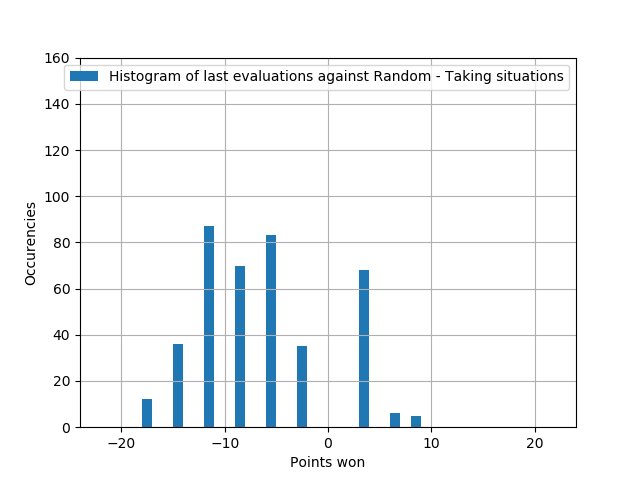 Histogram of last evaluations against Random - Taking situations
160
140
120
100
80
60
40
20
0
Occurencies
−20 −10 0 10 20
Points won